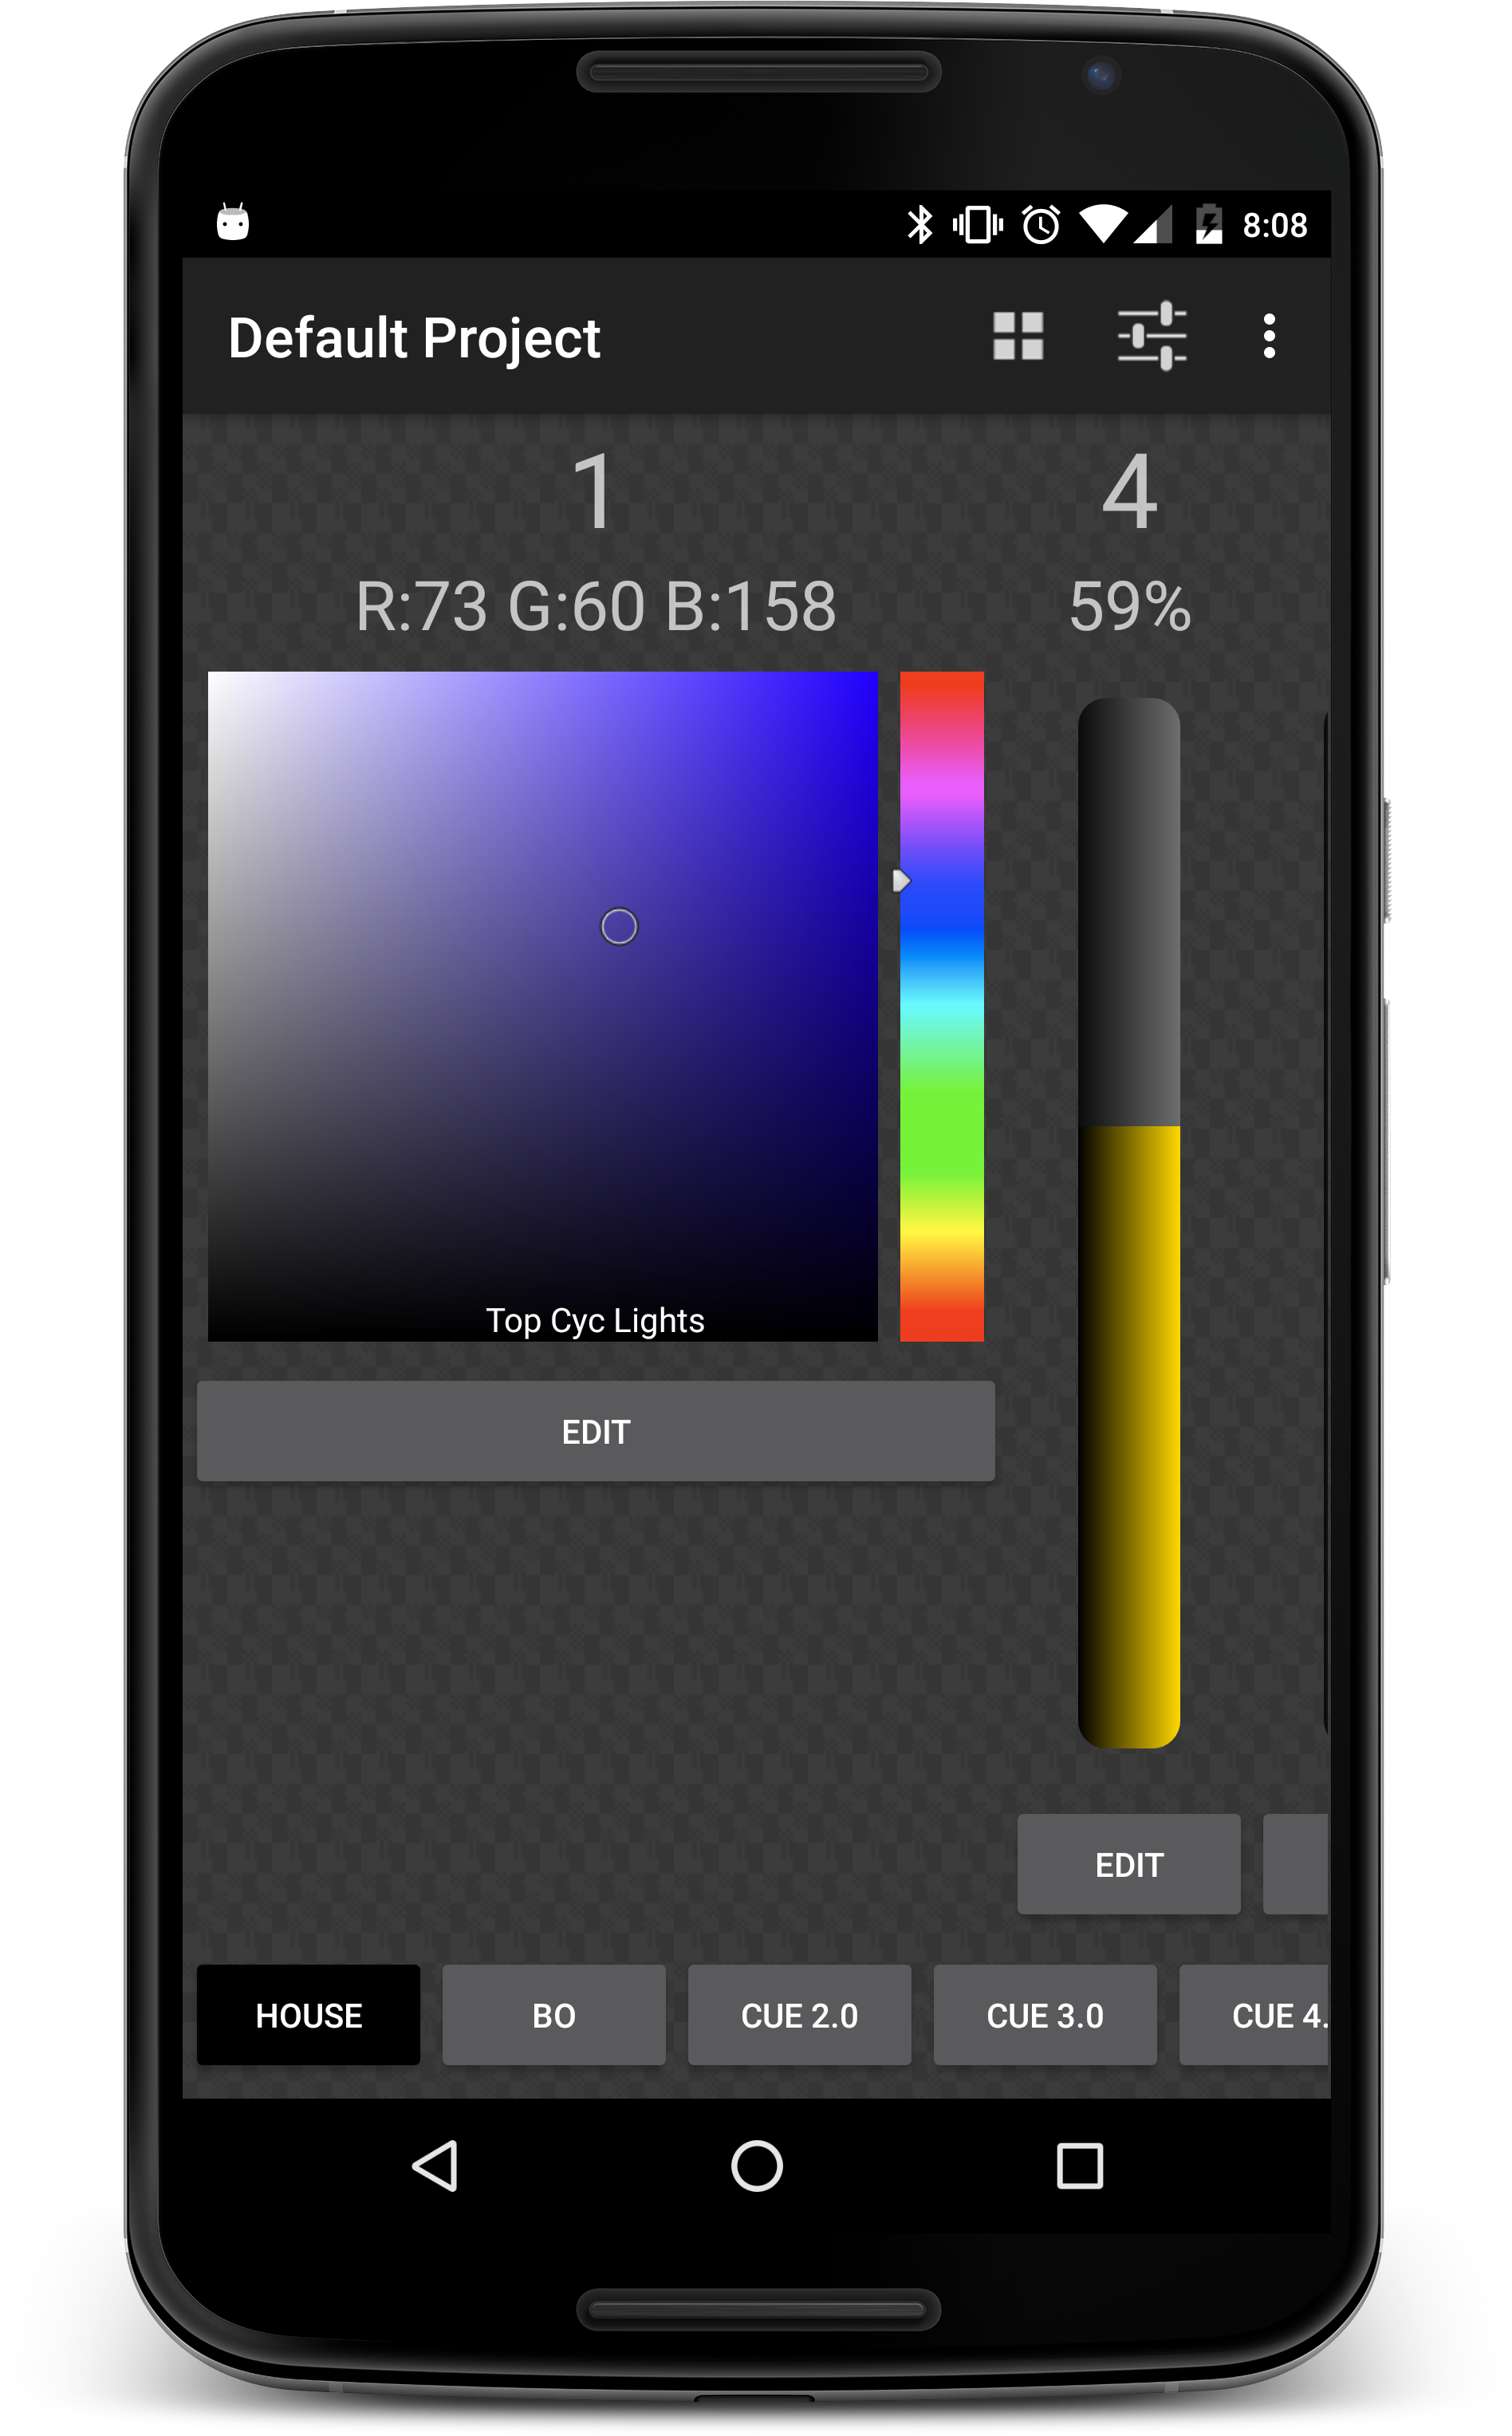 8:08
Default Project
1
4
R:73 G:60 B:158
59%
Top Cyc Lights
EDIT
EDIT
HOUSE
BO
CUE 2.0
CUE 3.0
CUE 4.